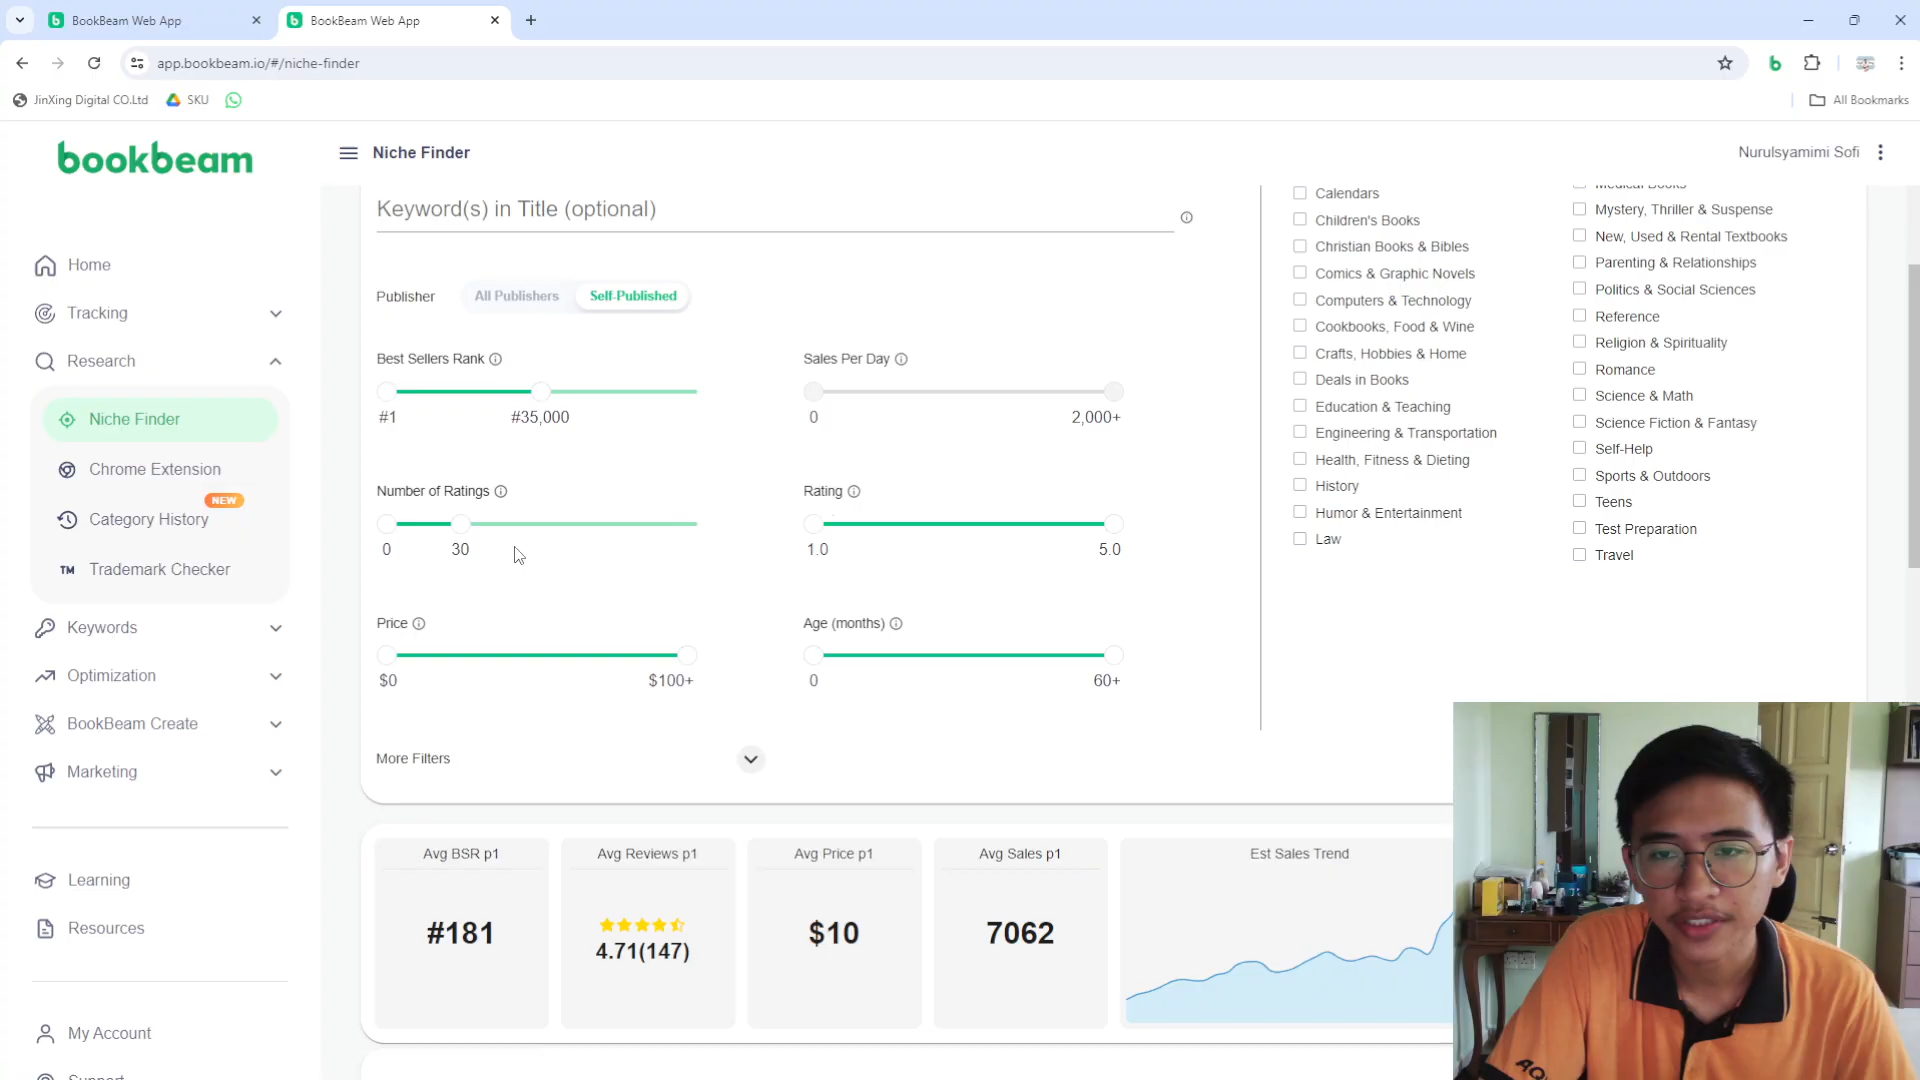 BookBeam Web App
BookBeam Web App
app.bookbeam.io/#/niche-finder
JinXing Digital CO.Ltd
SKU
All Bookmarks
bookbeam
Niche Finder
Nurulsyamimi Sofi
Home
Tracking
Research
Niche Finder
Chrome Extension
NEW
Category History
TM Trademark Checker
Keywords
Optimization
BookBeam Create
Marketing
Learning
Resources
My Account
Support
Keyword(s) in Title (optional)
Publisher All Publishers Self-Published
Best Sellers Rank
#1 #35,000
Sales Per Day
0 2,000+
Number of Ratings
0 30
Rating
1.0 5.0
Price
$0 $100+
Age (months)
0 60+
More Filters
Calendars
Children's Books
Christian Books & Bibles
Comics & Graphic Novels
Computers & Technology
Cookbooks, Food & Wine
Crafts, Hobbies & Home
Deals in Books
Education & Teaching
Engineering & Transportation
Health, Fitness & Dieting
History
Humor & Entertainment
Law
Medical Books
Mystery, Thriller & Suspense
New, Used & Rental Textbooks
Parenting & Relationships
Politics & Social Sciences
Reference
Religion & Spirituality
Romance
Science & Math
Science Fiction & Fantasy
Self-Help
Sports & Outdoors
Teens
Test Preparation
Travel
Avg BSR p1
#181
Avg Reviews p1
4.71(147)
Avg Price p1
$10
Avg Sales p1
7062
Est Sales Trend